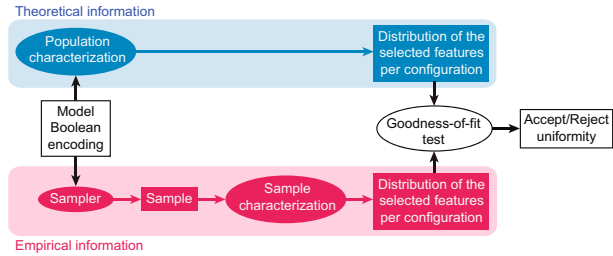 Theoretical information
Population
characterization
Distribution of the
selected features
per configuration
Model
Boolean
encoding
Goodness-of-fit
test
Accept/Reject
uniformity
Sampler
Sample
Sample
characterization
Distribution of the
selected features
per configuration
Empirical information